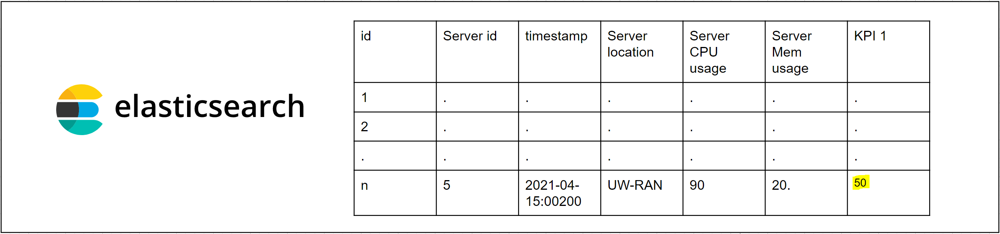 elasticsearch
id Server id timestamp Server location Server CPU usage Server Mem usage KPI 1
1 . . . . . .
2 . . . . . .
. . . . . . .
n 5 2021-04-15:00200 UW-RAN 90 20. 50